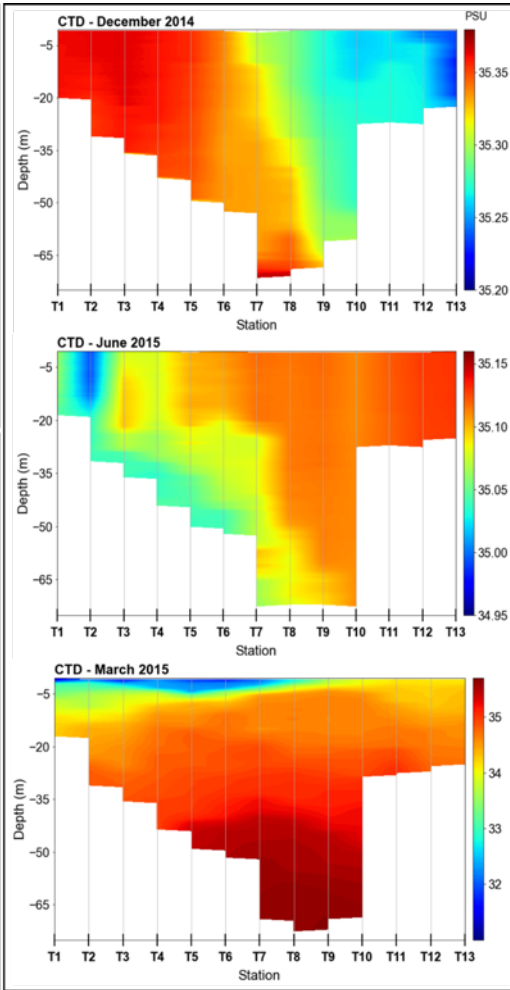 CTD - December 2014
PSU
−5
−20
−35
−50
−65
Depth (m)
35.35
35.30
35.25
35.20
T1 T2 T3 T4 T5 T6 T7 T8 T9 T10 T11 T12 T13
Station
CTD - June 2015
−5
−20
−35
−50
−65
Depth (m)
35.15
35.10
35.05
35.00
34.95
T1 T2 T3 T4 T5 T6 T7 T8 T9 T10 T11 T12 T13
Station
CTD - March 2015
−5
−20
−35
−50
−65
Depth (m)
35
34
33
32
T1 T2 T3 T4 T5 T6 T7 T8 T9 T10 T11 T12 T13
Station